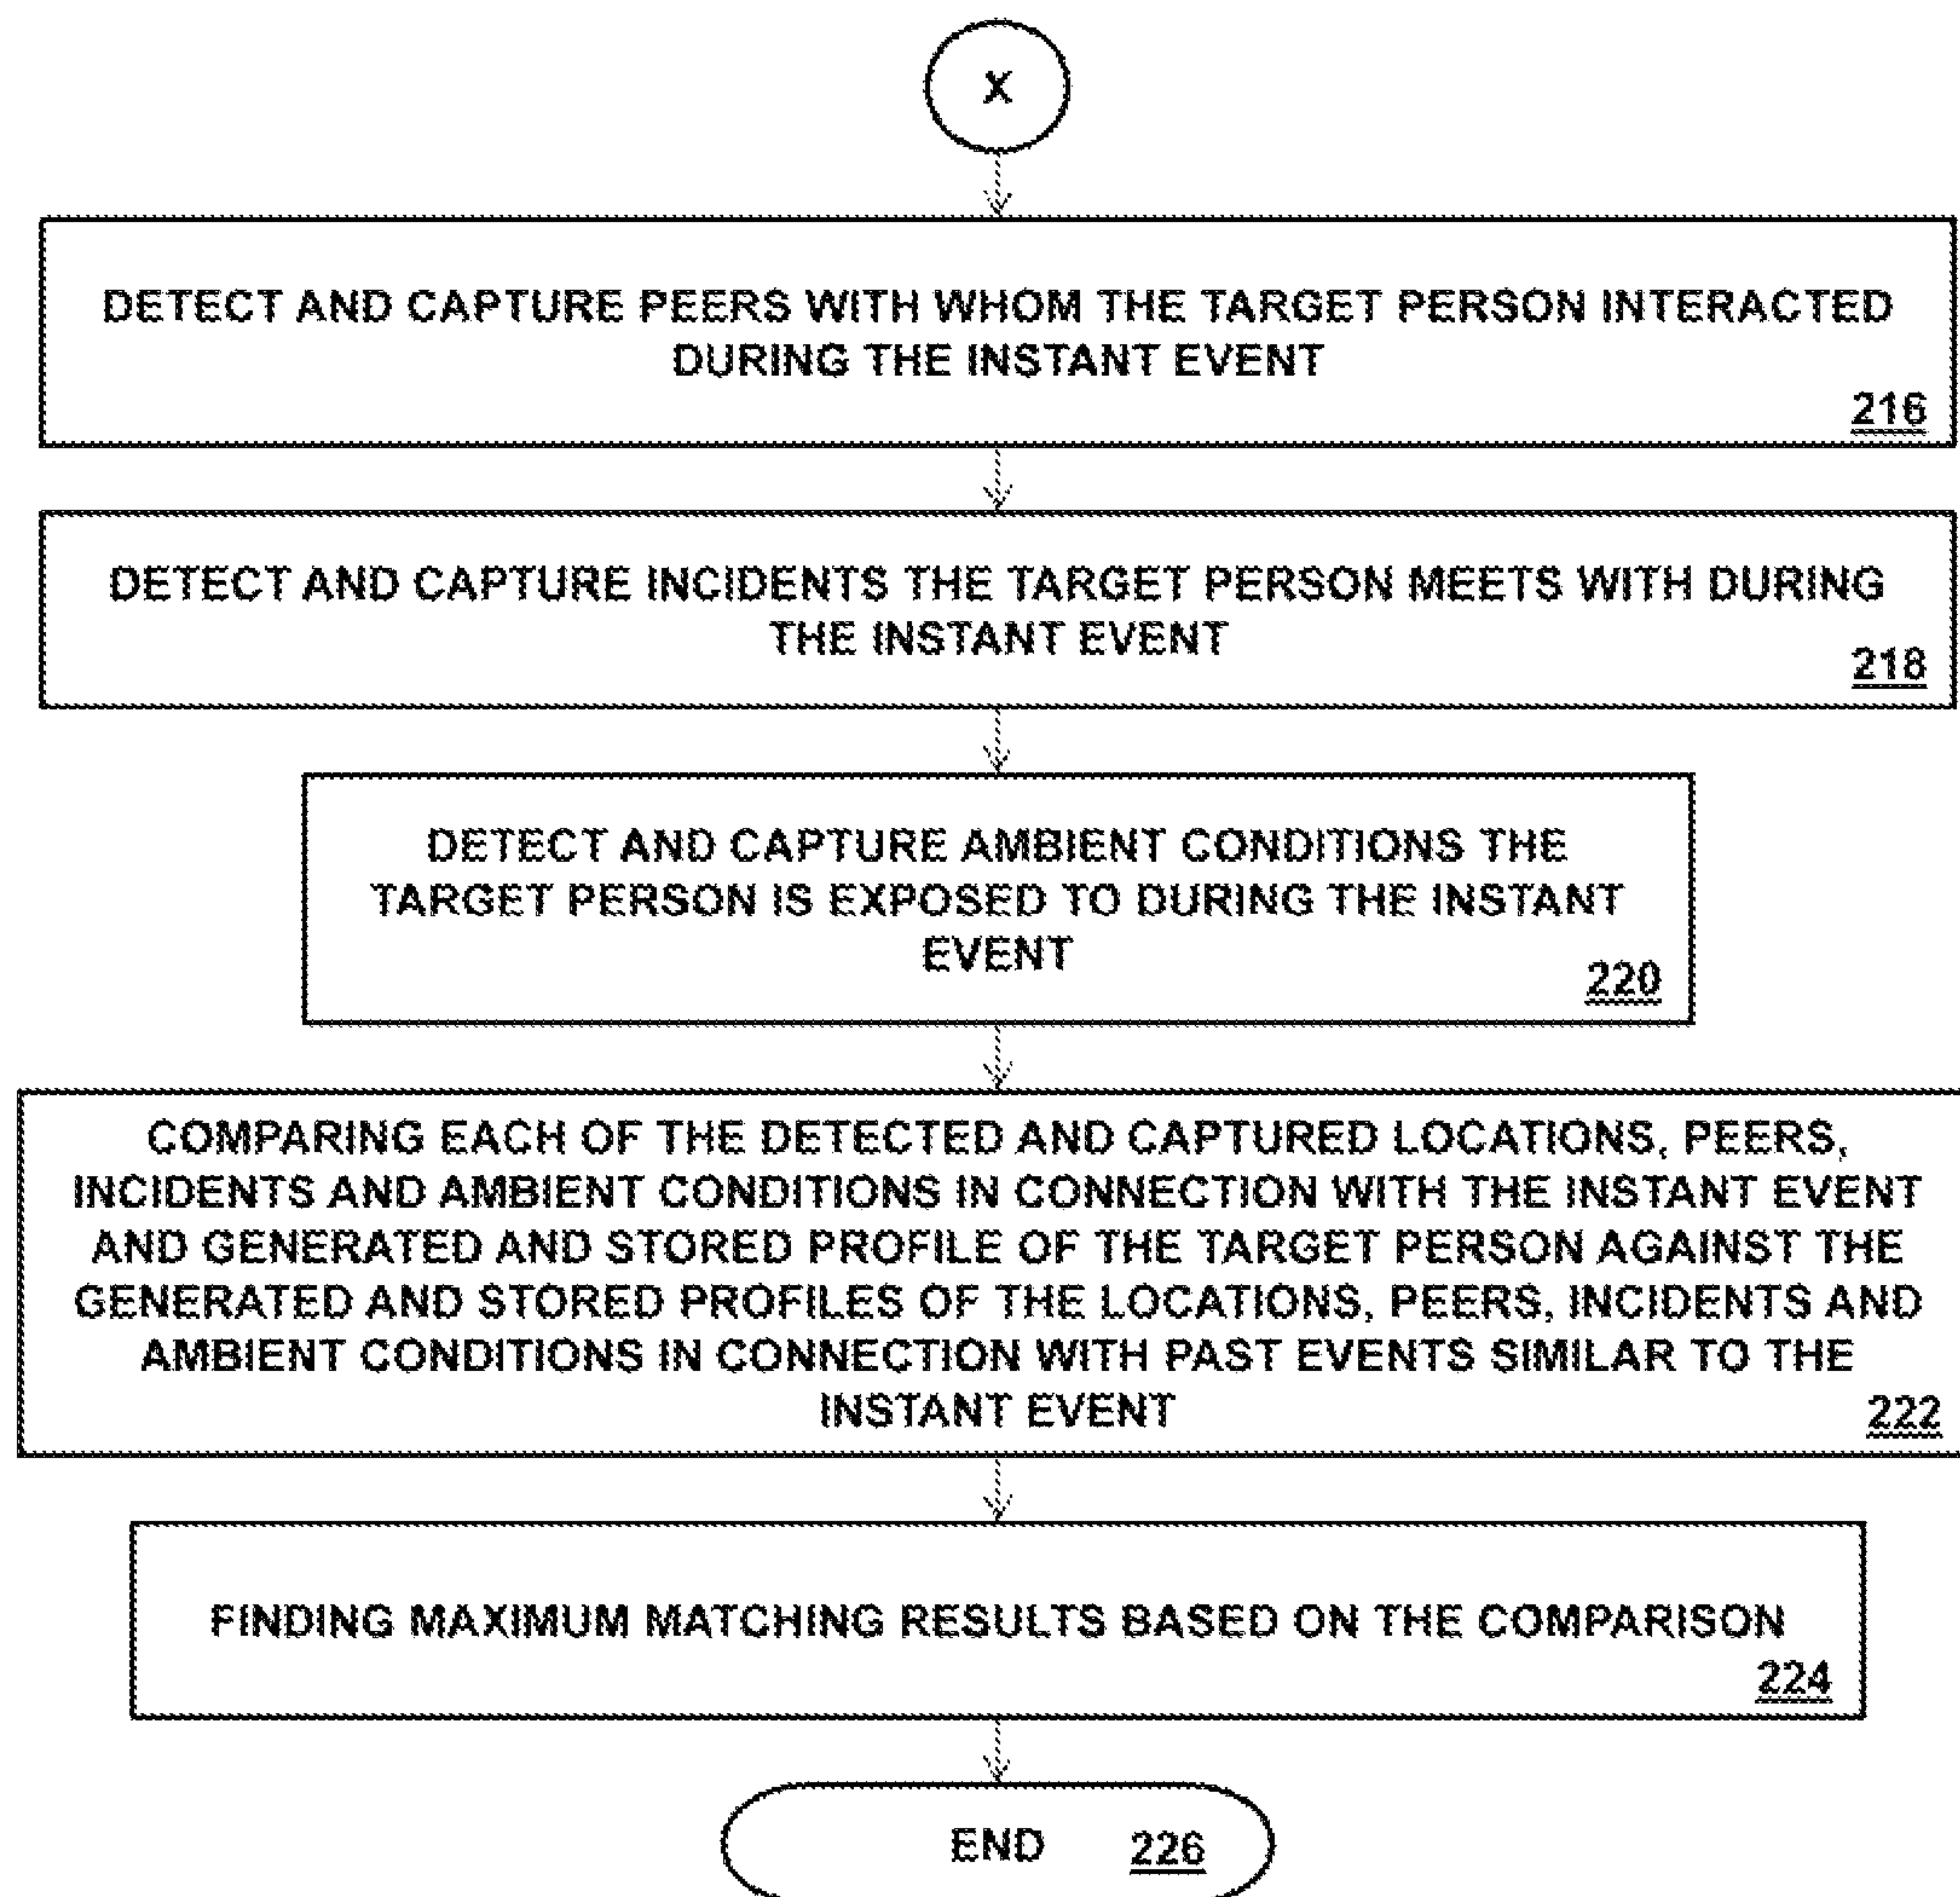 X
DETECT AND CAPTURE PEERS WITH WHOM THE TARGET PERSON INTERACTED
DURING THE INSTANT EVENT
216
DETECT AND CAPTURE INCIDENTS THE TARGET PERSON MEETS WITH DURING
THE INSTANT EVENT
218
DETECT AND CAPTURE AMBIENT CONDITIONS THE
TARGET PERSON IS EXPOSED TO DURING THE INSTANT
EVENT
220
COMPARING EACH OF THE DETECTED AND CAPTURED LOCATIONS, PEERS,
INCIDENTS AND AMBIENT CONDITIONS IN CONNECTION WITH THE INSTANT EVENT
AND GENERATED AND STORED PROFILE OF THE TARGET PERSON AGAINST THE
GENERATED AND STORED PROFILES OF THE LOCATIONS, PEERS, INCIDENTS AND
AMBIENT CONDITIONS IN CONNECTION WITH PAST EVENTS SIMILAR TO THE
INSTANT EVENT
222
FINDING MAXIMUM MATCHING RESULTS BASED ON THE COMPARISON
224
END 226